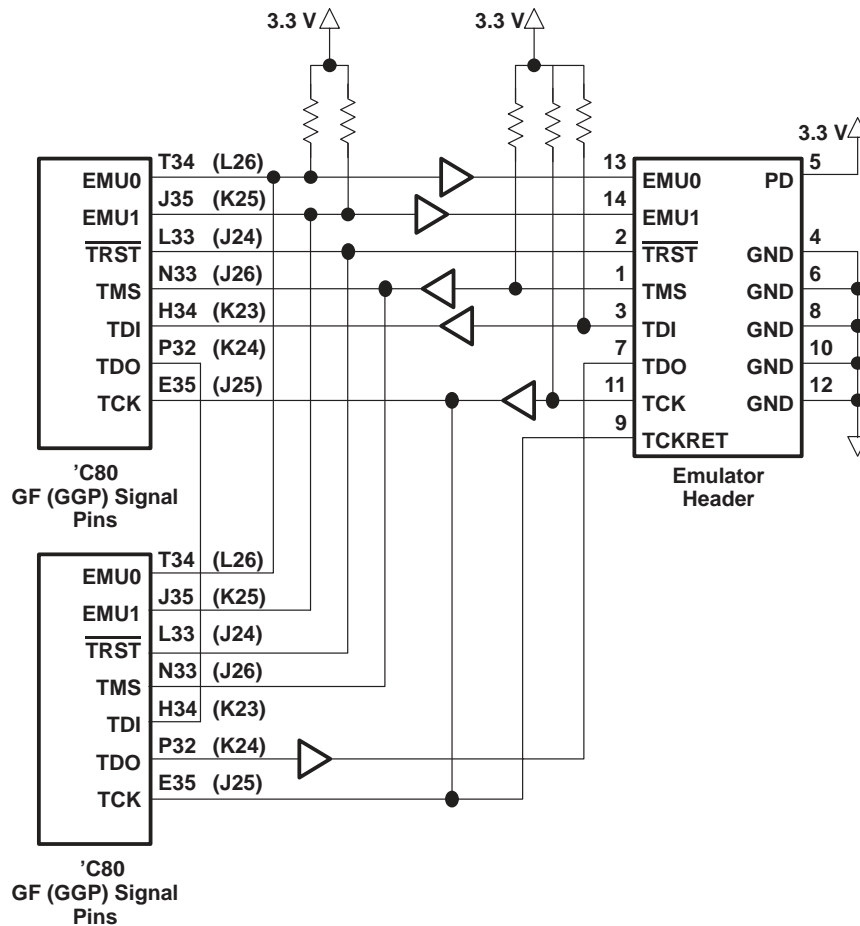 3.3 V
3.3 V
3.3 V
T34 (L26)
EMU0
J35 (K25)
EMU1
L33 (J24)
TRST
N33 (J26)
TMS
H34 (K23)
TDI
P32 (K24)
TDO
E35 (J25)
TCK
’C80
GF (GGP) Signal
Pins
13
EMU0
14
EMU1
2
TRST
1
TMS
3
TDI
7
TDO
11
TCK
9
TCKRET
5
PD
4
GND
6
GND
8
GND
10
GND
12
GND
Emulator
Header
T34 (L26)
EMU0
J35 (K25)
EMU1
L33 (J24)
TRST
N33 (J26)
TMS
H34 (K23)
TDI
P32 (K24)
TDO
E35 (J25)
TCK
’C80
GF (GGP) Signal
Pins